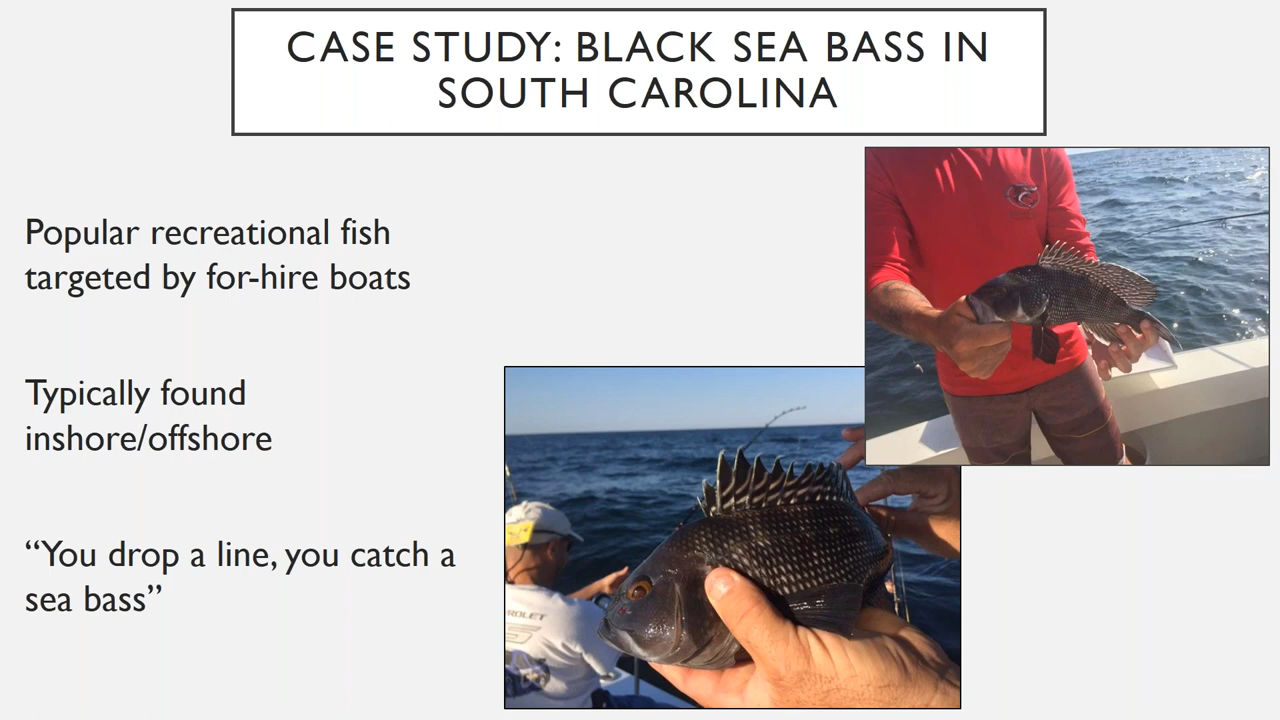 CASE STUDY: BLACK SEA BASS IN
SOUTH CAROLINA
Popular recreational fish
targeted by for-hire boats
Typically found
inshore/offshore
“You drop a line, you catch a
sea bass”